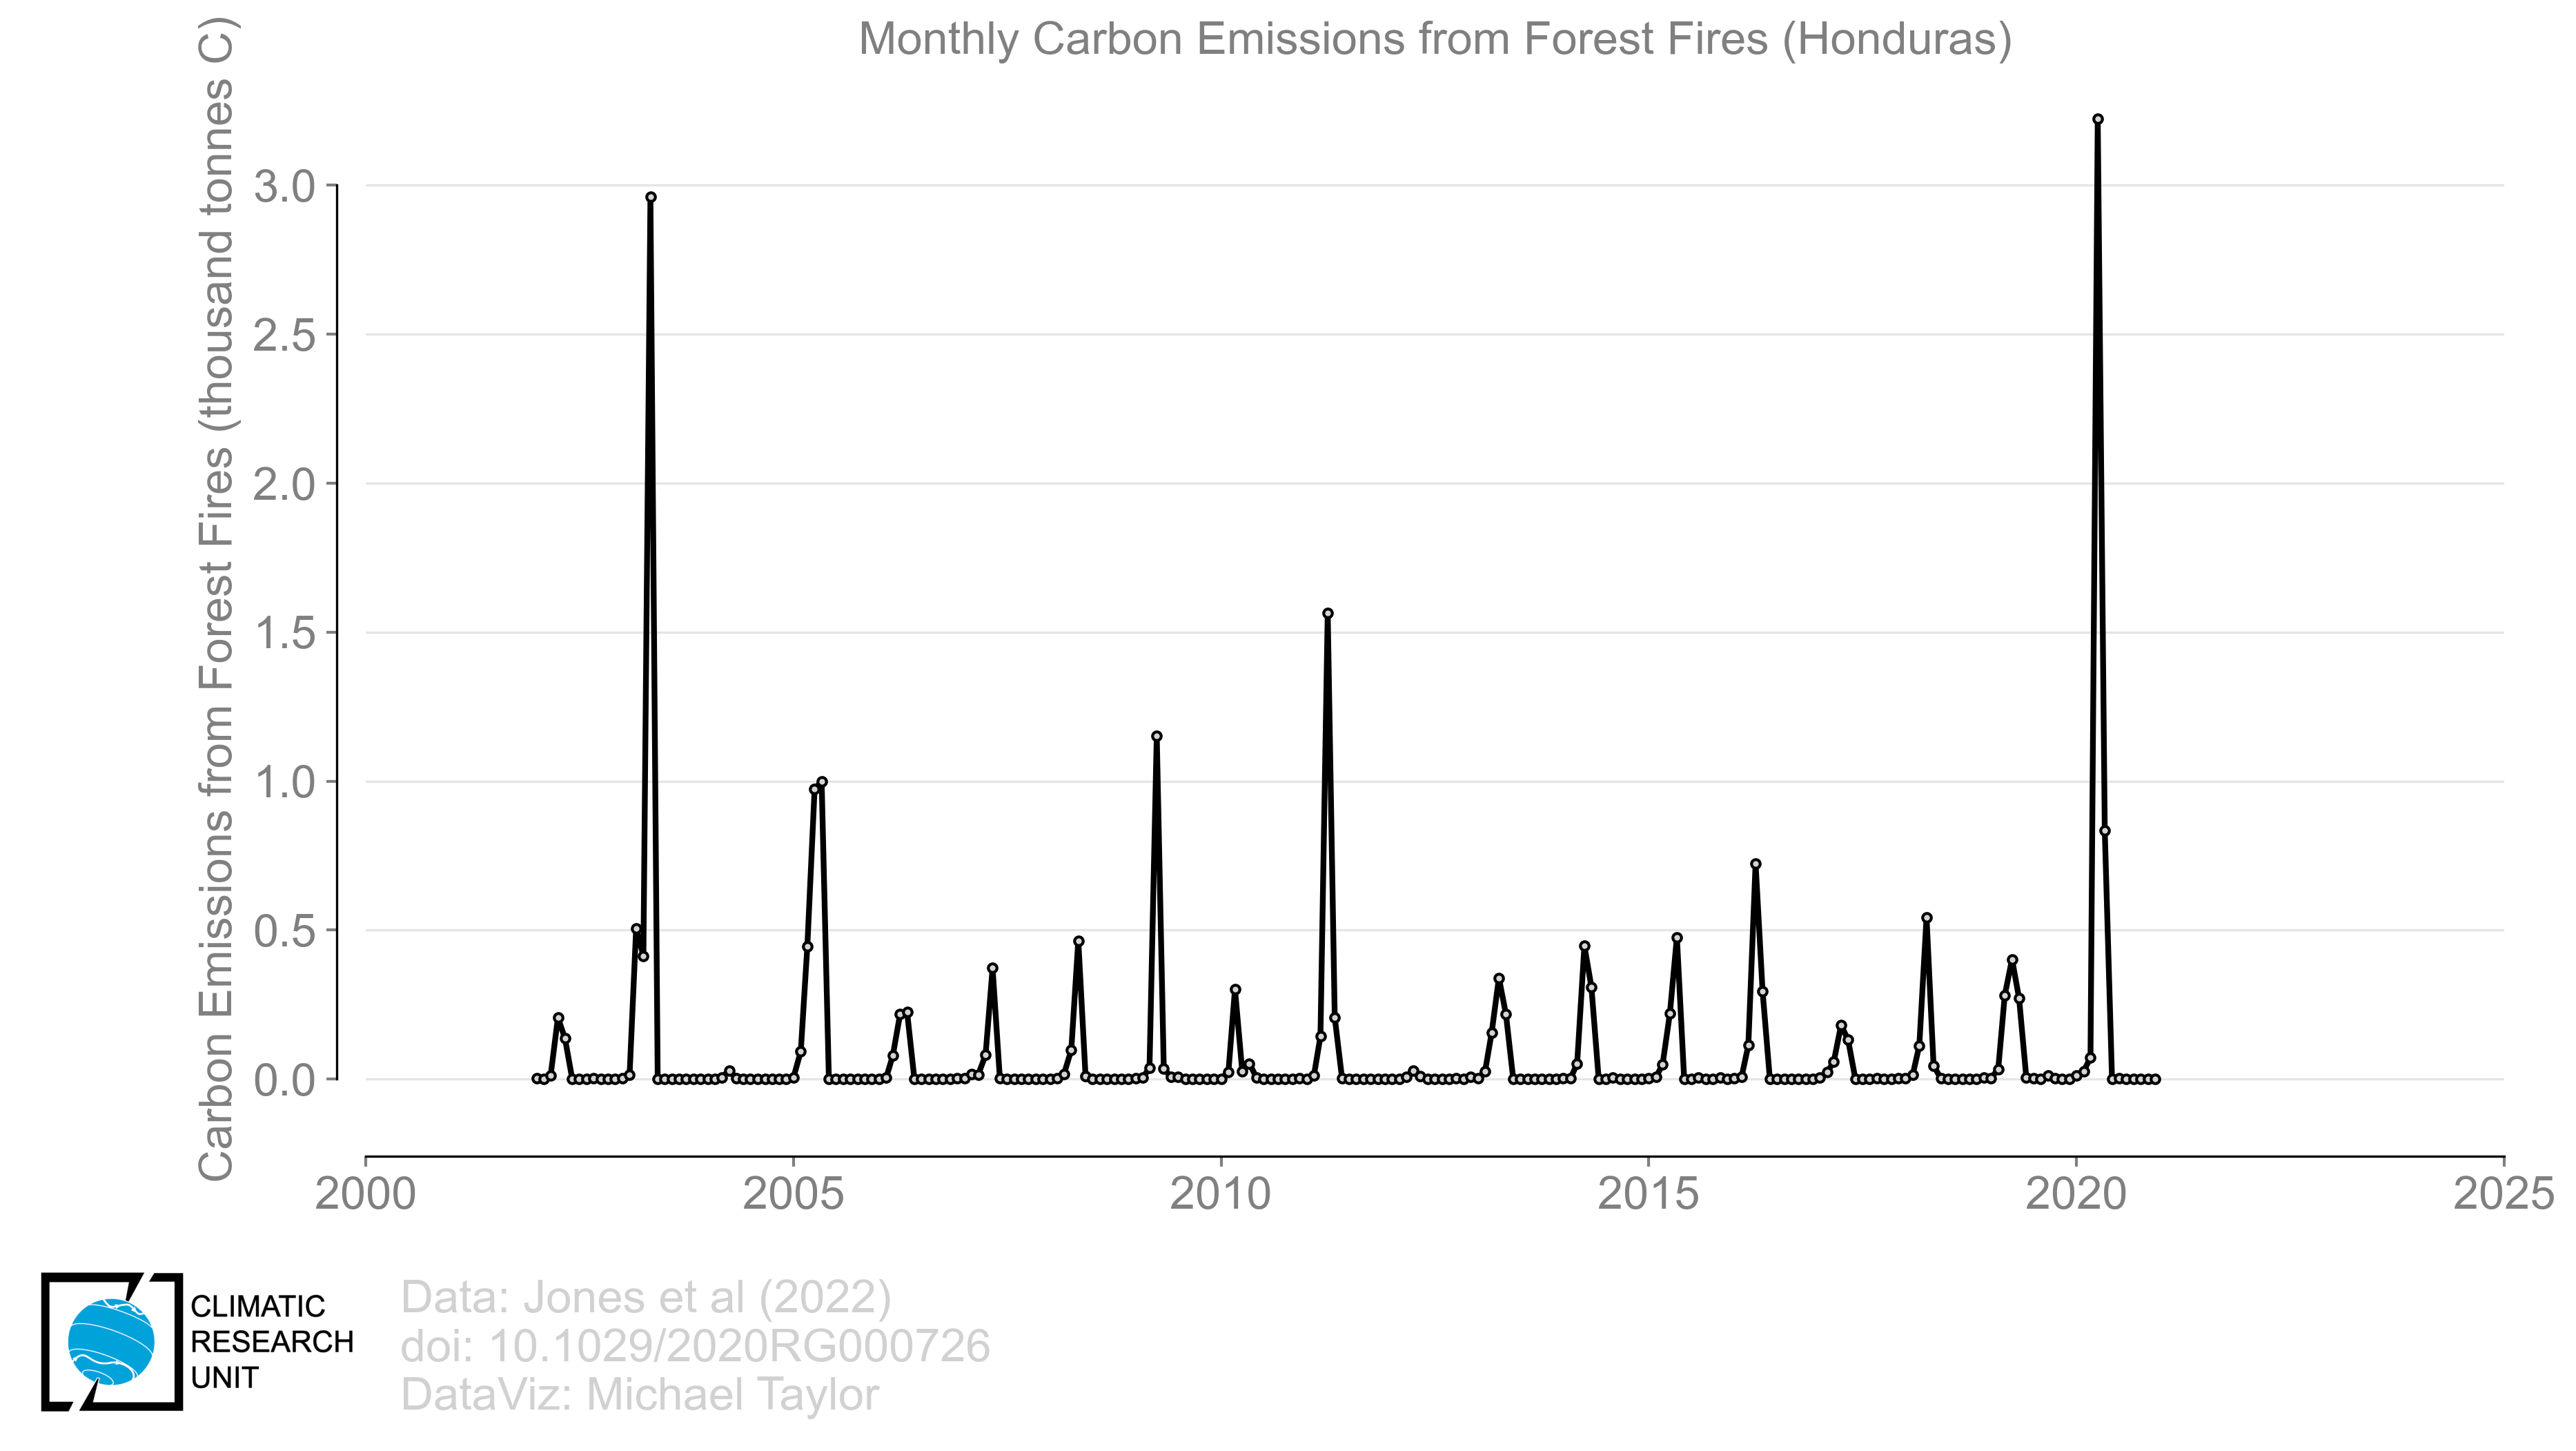 Monthly Carbon Emissions from Forest Fires (Honduras)
Carbon Emissions from Forest Fires (thousand tonnes C)
3.0
2.5
2.0
1.5
1.0
0.5
0.0
2000
2005
2010
2015
2020
2025
CLIMATIC
RESEARCH
UNIT
Data: Jones et al (2022)
doi: 10.1029/2020RG000726
DataViz: Michael Taylor